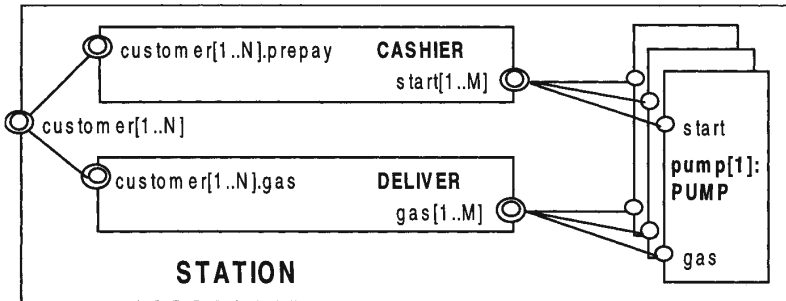 customer[1..N].prepay CASHIER
start[1..M]
customer[1..N]
start
pump[1]:
PUMP
customer[1..N].gas DELIVER
gas[1..M]
gas
STATION